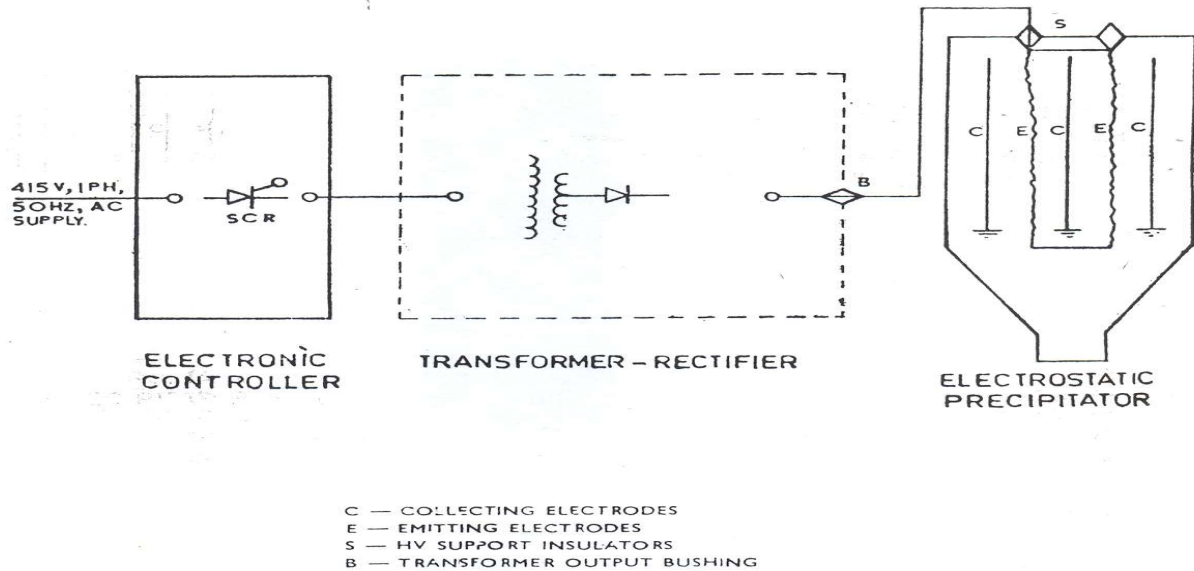 S
C
E
C
E
C
B
415V, 1PH,
50HZ, AC
SUPPLY.
SCR
ELECTRONIC
CONTROLLER
TRANSFORMER – RECTIFIER
ELECTROSTATIC
PRECIPITATOR
C — COLLECTING ELECTRODES
E — EMITTING ELECTRODES
S — HV SUPPORT INSULATORS
B — TRANSFORMER OUTPUT BUSHING